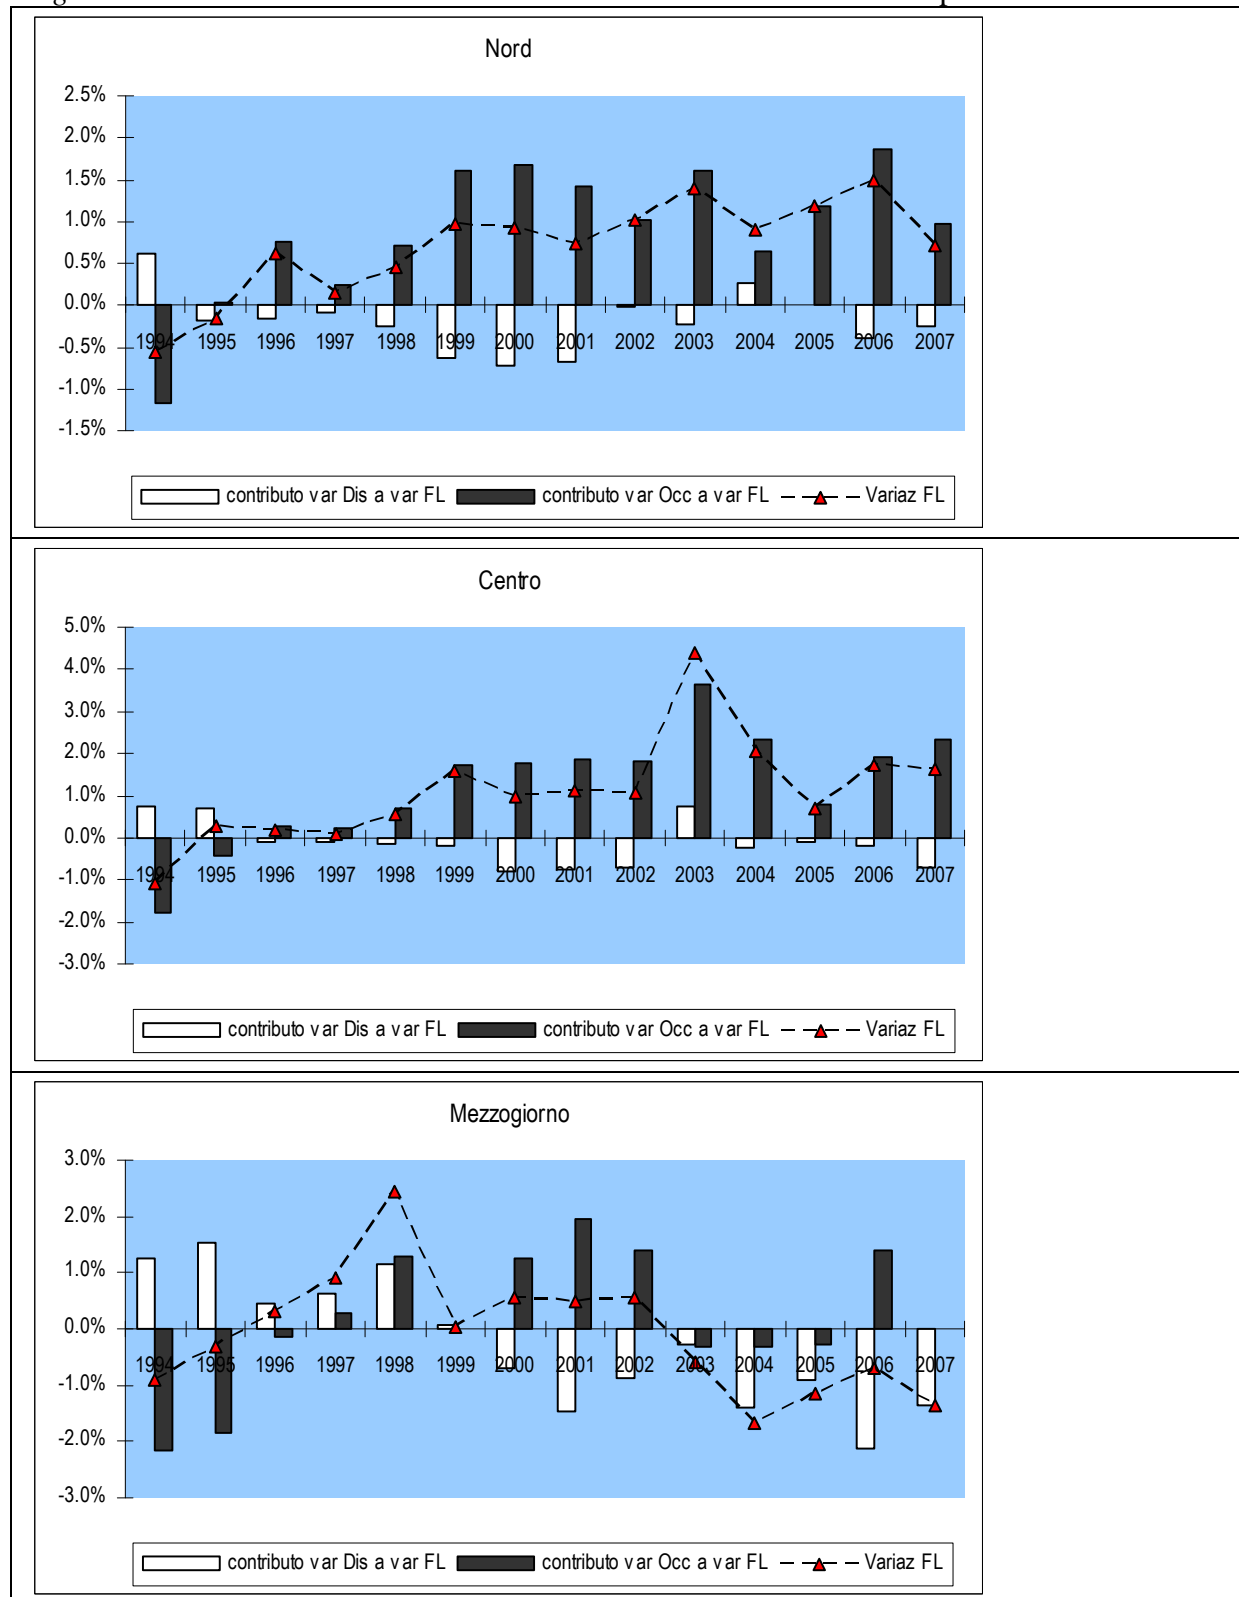 Nord
2.5%
2.0%
1.5%
1.0%
0.5%
0.0%
-0.5%
-1.0%
-1.5%
1994 1995 1996 1997 1998 1999 2000 2001 2002 2003 2004 2005 2006 2007
contributo var Dis a var FL contributo var Occ a var FL Variaz FL
Centro
5.0%
4.0%
3.0%
2.0%
1.0%
0.0%
-1.0%
-2.0%
-3.0%
1994 1995 1996 1997 1998 1999 2000 2001 2002 2003 2004 2005 2006 2007
contributo var Dis a var FL contributo var Occ a var FL Variaz FL
Mezzogiorno
3.0%
2.0%
1.0%
0.0%
-1.0%
-2.0%
-3.0%
1994 1995 1996 1997 1998 1999 2000 2001 2002 2003 2004 2005 2006 2007
contributo var Dis a var FL contributo var Occ a var FL Variaz FL